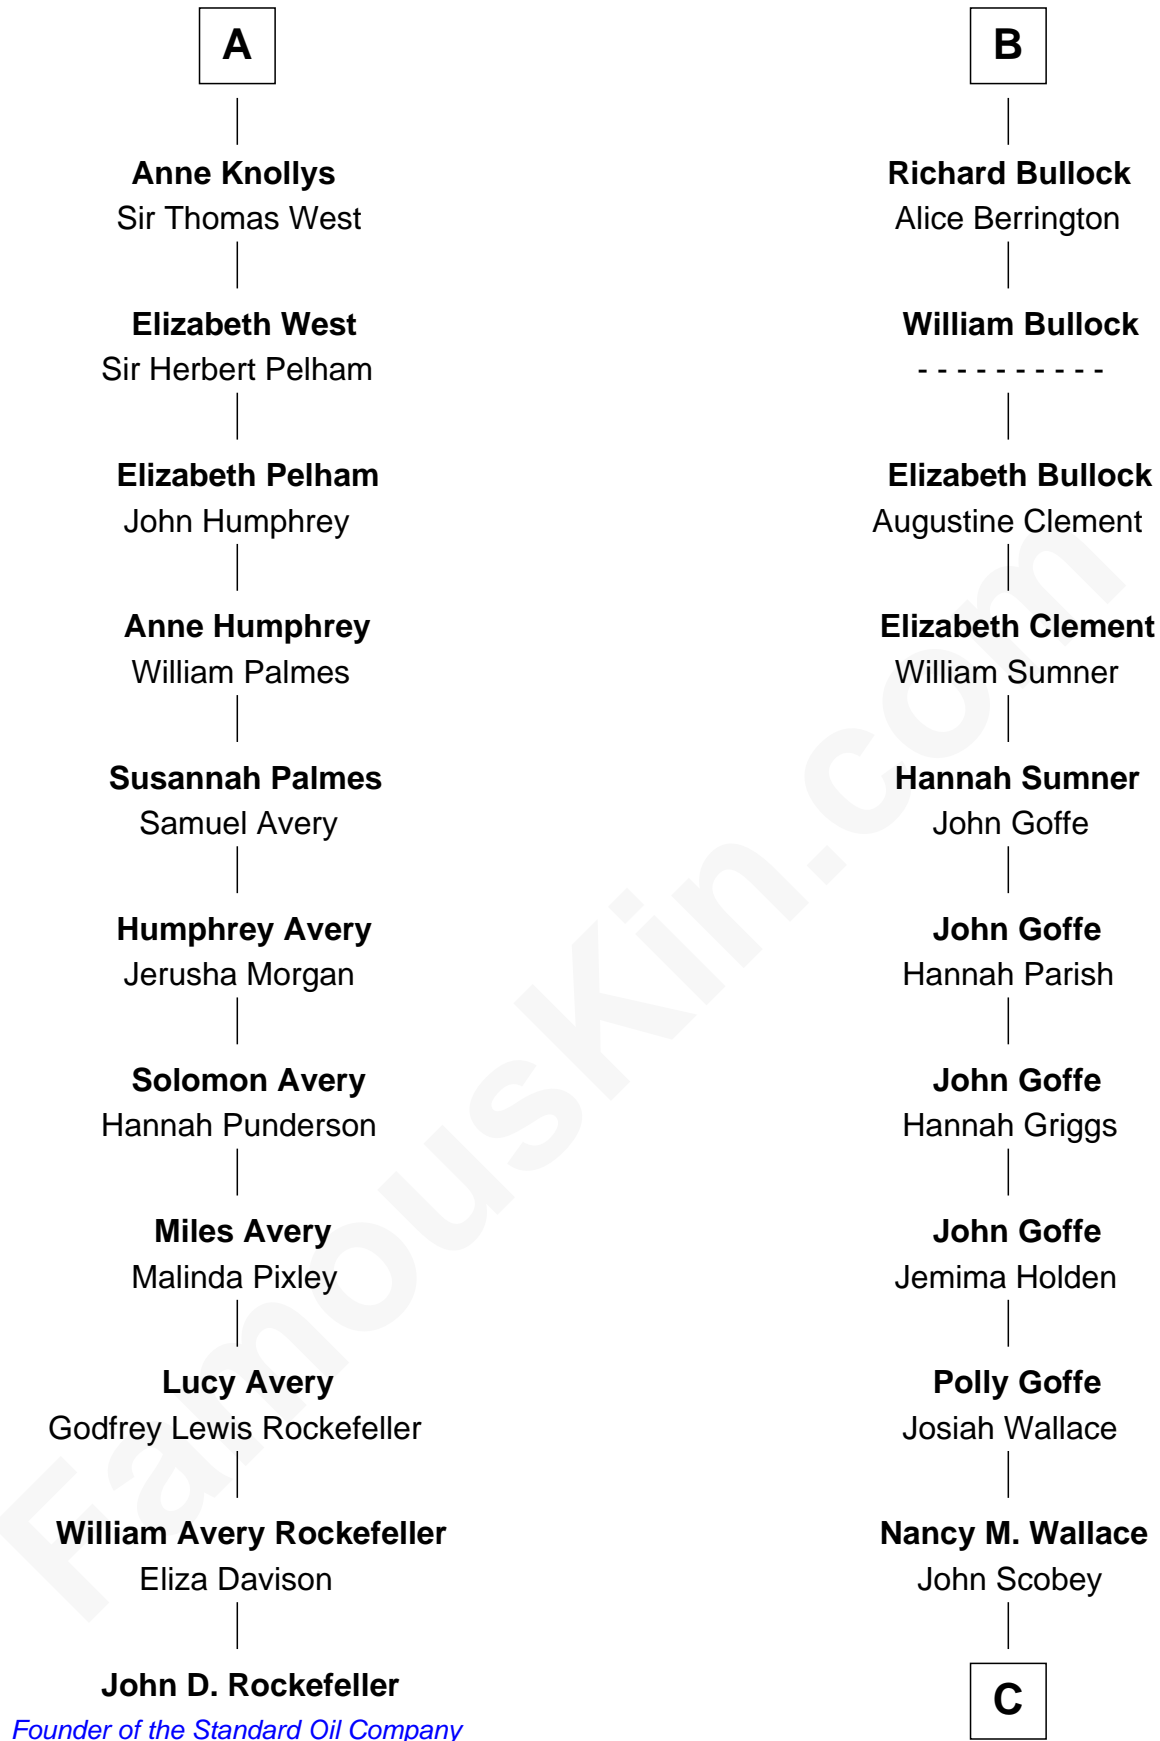 A
Anne Knollys
Sir Thomas West
Elizabeth West
Sir Herbert Pelham
Elizabeth Pelham
John Humphrey
Anne Humphrey
William Palmes
Susannah Palmes
Samuel Avery
Humphrey Avery
Jerusha Morgan
Solomon Avery
Hannah Punderson
Miles Avery
Malinda Pixley
Lucy Avery
Godfrey Lewis Rockefeller
William Avery Rockefeller
Eliza Davison
John D. Rockefeller
Founder of the Standard Oil Company
B
Richard Bullock
Alice Berrington
William Bullock
- - - - - - - - - -
Elizabeth Bullock
Augustine Clement
Elizabeth Clement
William Sumner
Hannah Sumner
John Goffe
John Goffe
Hannah Parish
John Goffe
Hannah Griggs
John Goffe
Jemima Holden
Polly Goffe
Josiah Wallace
Nancy M. Wallace
John Scobey
C
FamousKin.com